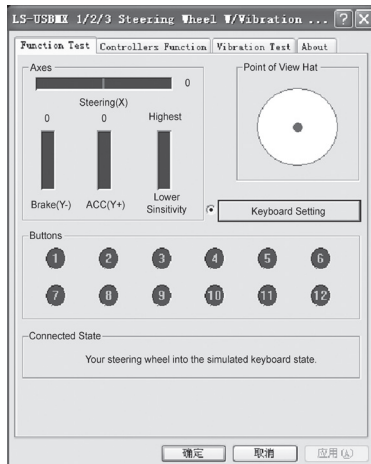 LS-USBMX 1/2/3 Steering Wheel W/Vibration ...
Function Test Controllers Function Vibration Test About
Axes
0
Steering(X)
0 0 Highest
Brake(Y-) ACC(Y+) Lower Sinsitivity
Point of View Hat
Keyboard Setting
Buttons
1 2 3 4 5 6
7 8 9 10 11 12
Connected State
Your steering wheel into the simulated keyboard state.
确定 取消 应用(A)